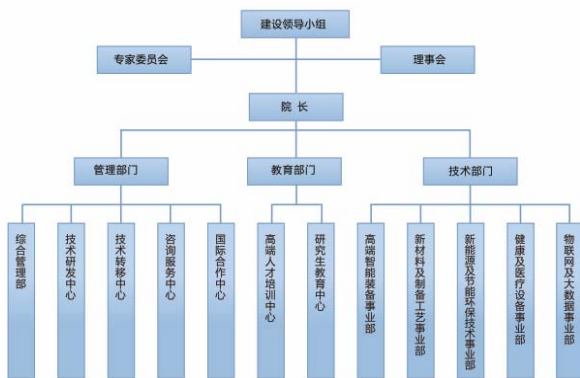 建设领导小组
专家委员会
理事会
院 长
管理部门
教育部门
技术部门
综合管理部
技术研发中心
技术转移中心
咨询服务中心
国际合作中心
高端人才培训中心
研究生教育中心
高端智能装备事业部
新材料及制备工艺事业部
新能源及节能环保技术事业部
健康及医疗设备事业部
物联网及大数据事业部